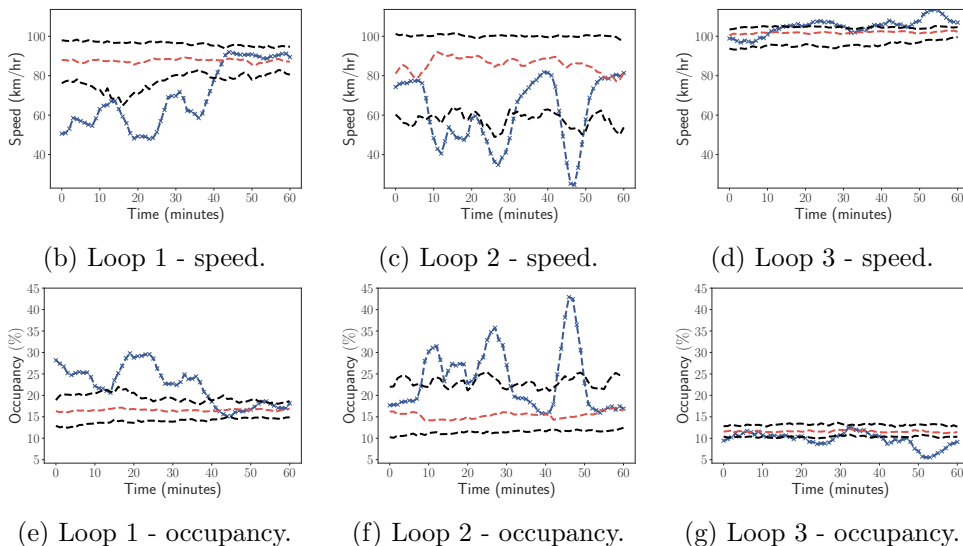 100
80
60
40
Speed (km/hr)
0 10 20 30 40 50 60
Time (minutes)
(b) Loop 1 - speed.
100
80
60
40
Speed (km/hr)
0 10 20 30 40 50 60
Time (minutes)
(c) Loop 2 - speed.
100
80
60
40
Speed (km/hr)
0 10 20 30 40 50 60
Time (minutes)
(d) Loop 3 - speed.
45
40
35
30
25
20
15
10
5
Occupancy (%)
0 10 20 30 40 50 60
Time (minutes)
(e) Loop 1 - occupancy.
45
40
35
30
25
20
15
10
5
Occupancy (%)
0 10 20 30 40 50 60
Time (minutes)
(f) Loop 2 - occupancy.
45
40
35
30
25
20
15
10
5
Occupancy (%)
0 10 20 30 40 50 60
Time (minutes)
(g) Loop 3 - occupancy.